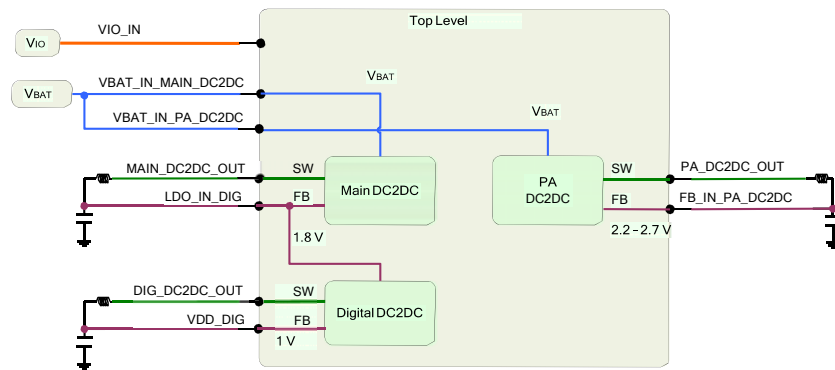 Top Level
VIO
VIO_IN
VBAT
VBAT_IN_MAIN_DC2DC
VBAT
VBAT_IN_PA_DC2DC
VBAT
MAIN_DC2DC_OUT
SW
Main DC2DC
LDO_IN_DIG
FB
1.8 V
PA
DC2DC
SW
PA_DC2DC_OUT
FB
FB_IN_PA_DC2DC
2.2 – 2.7 V
DIG_DC2DC_OUT
SW
Digital DC2DC
VDD_DIG
FB
1 V